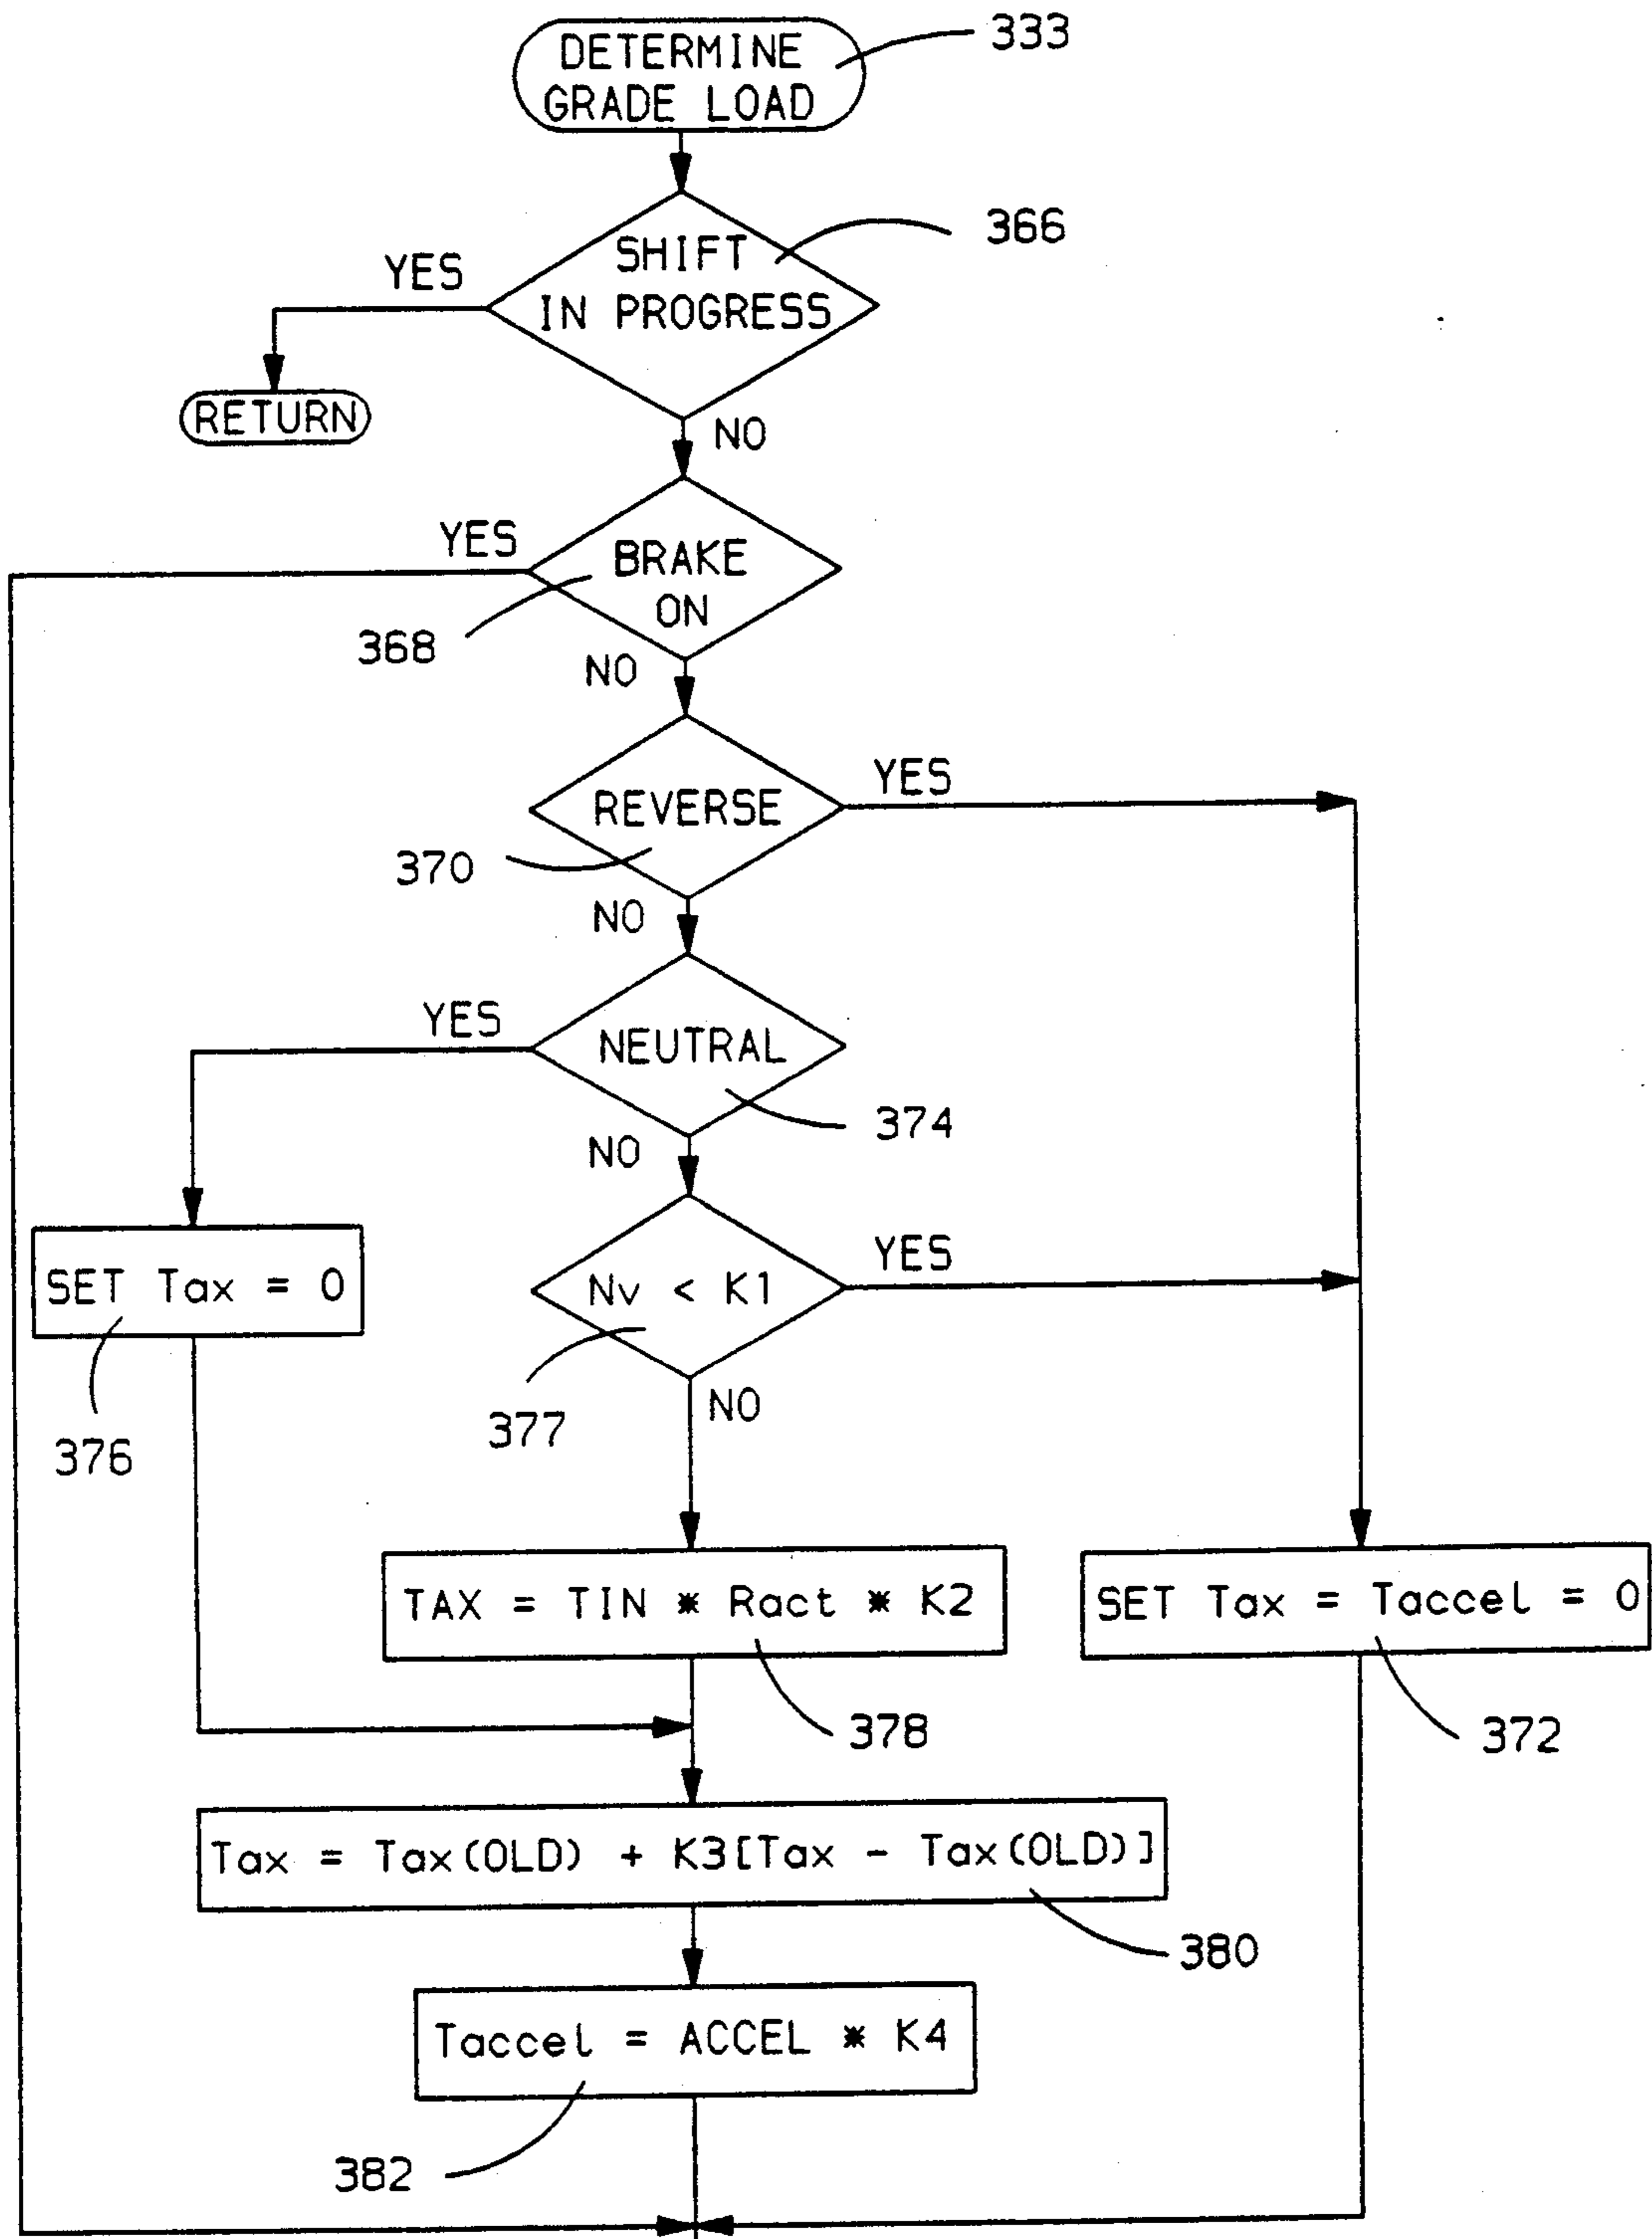 DETERMINE
GRADE LOAD
333
SHIFT
IN PROGRESS
366
YES
RETURN
NO
YES
BRAKE
ON
368
NO
REVERSE
YES
370
NO
YES
NEUTRAL
374
NO
SET Tax = 0
376
Nv < K1
YES
377
NO
TAX = TIN * Ract * K2
378
SET Tax = Taccel = 0
372
Tax = Tax(OLD) + K3[Tax - Tax(OLD)]
380
Taccel = ACCEL * K4
382